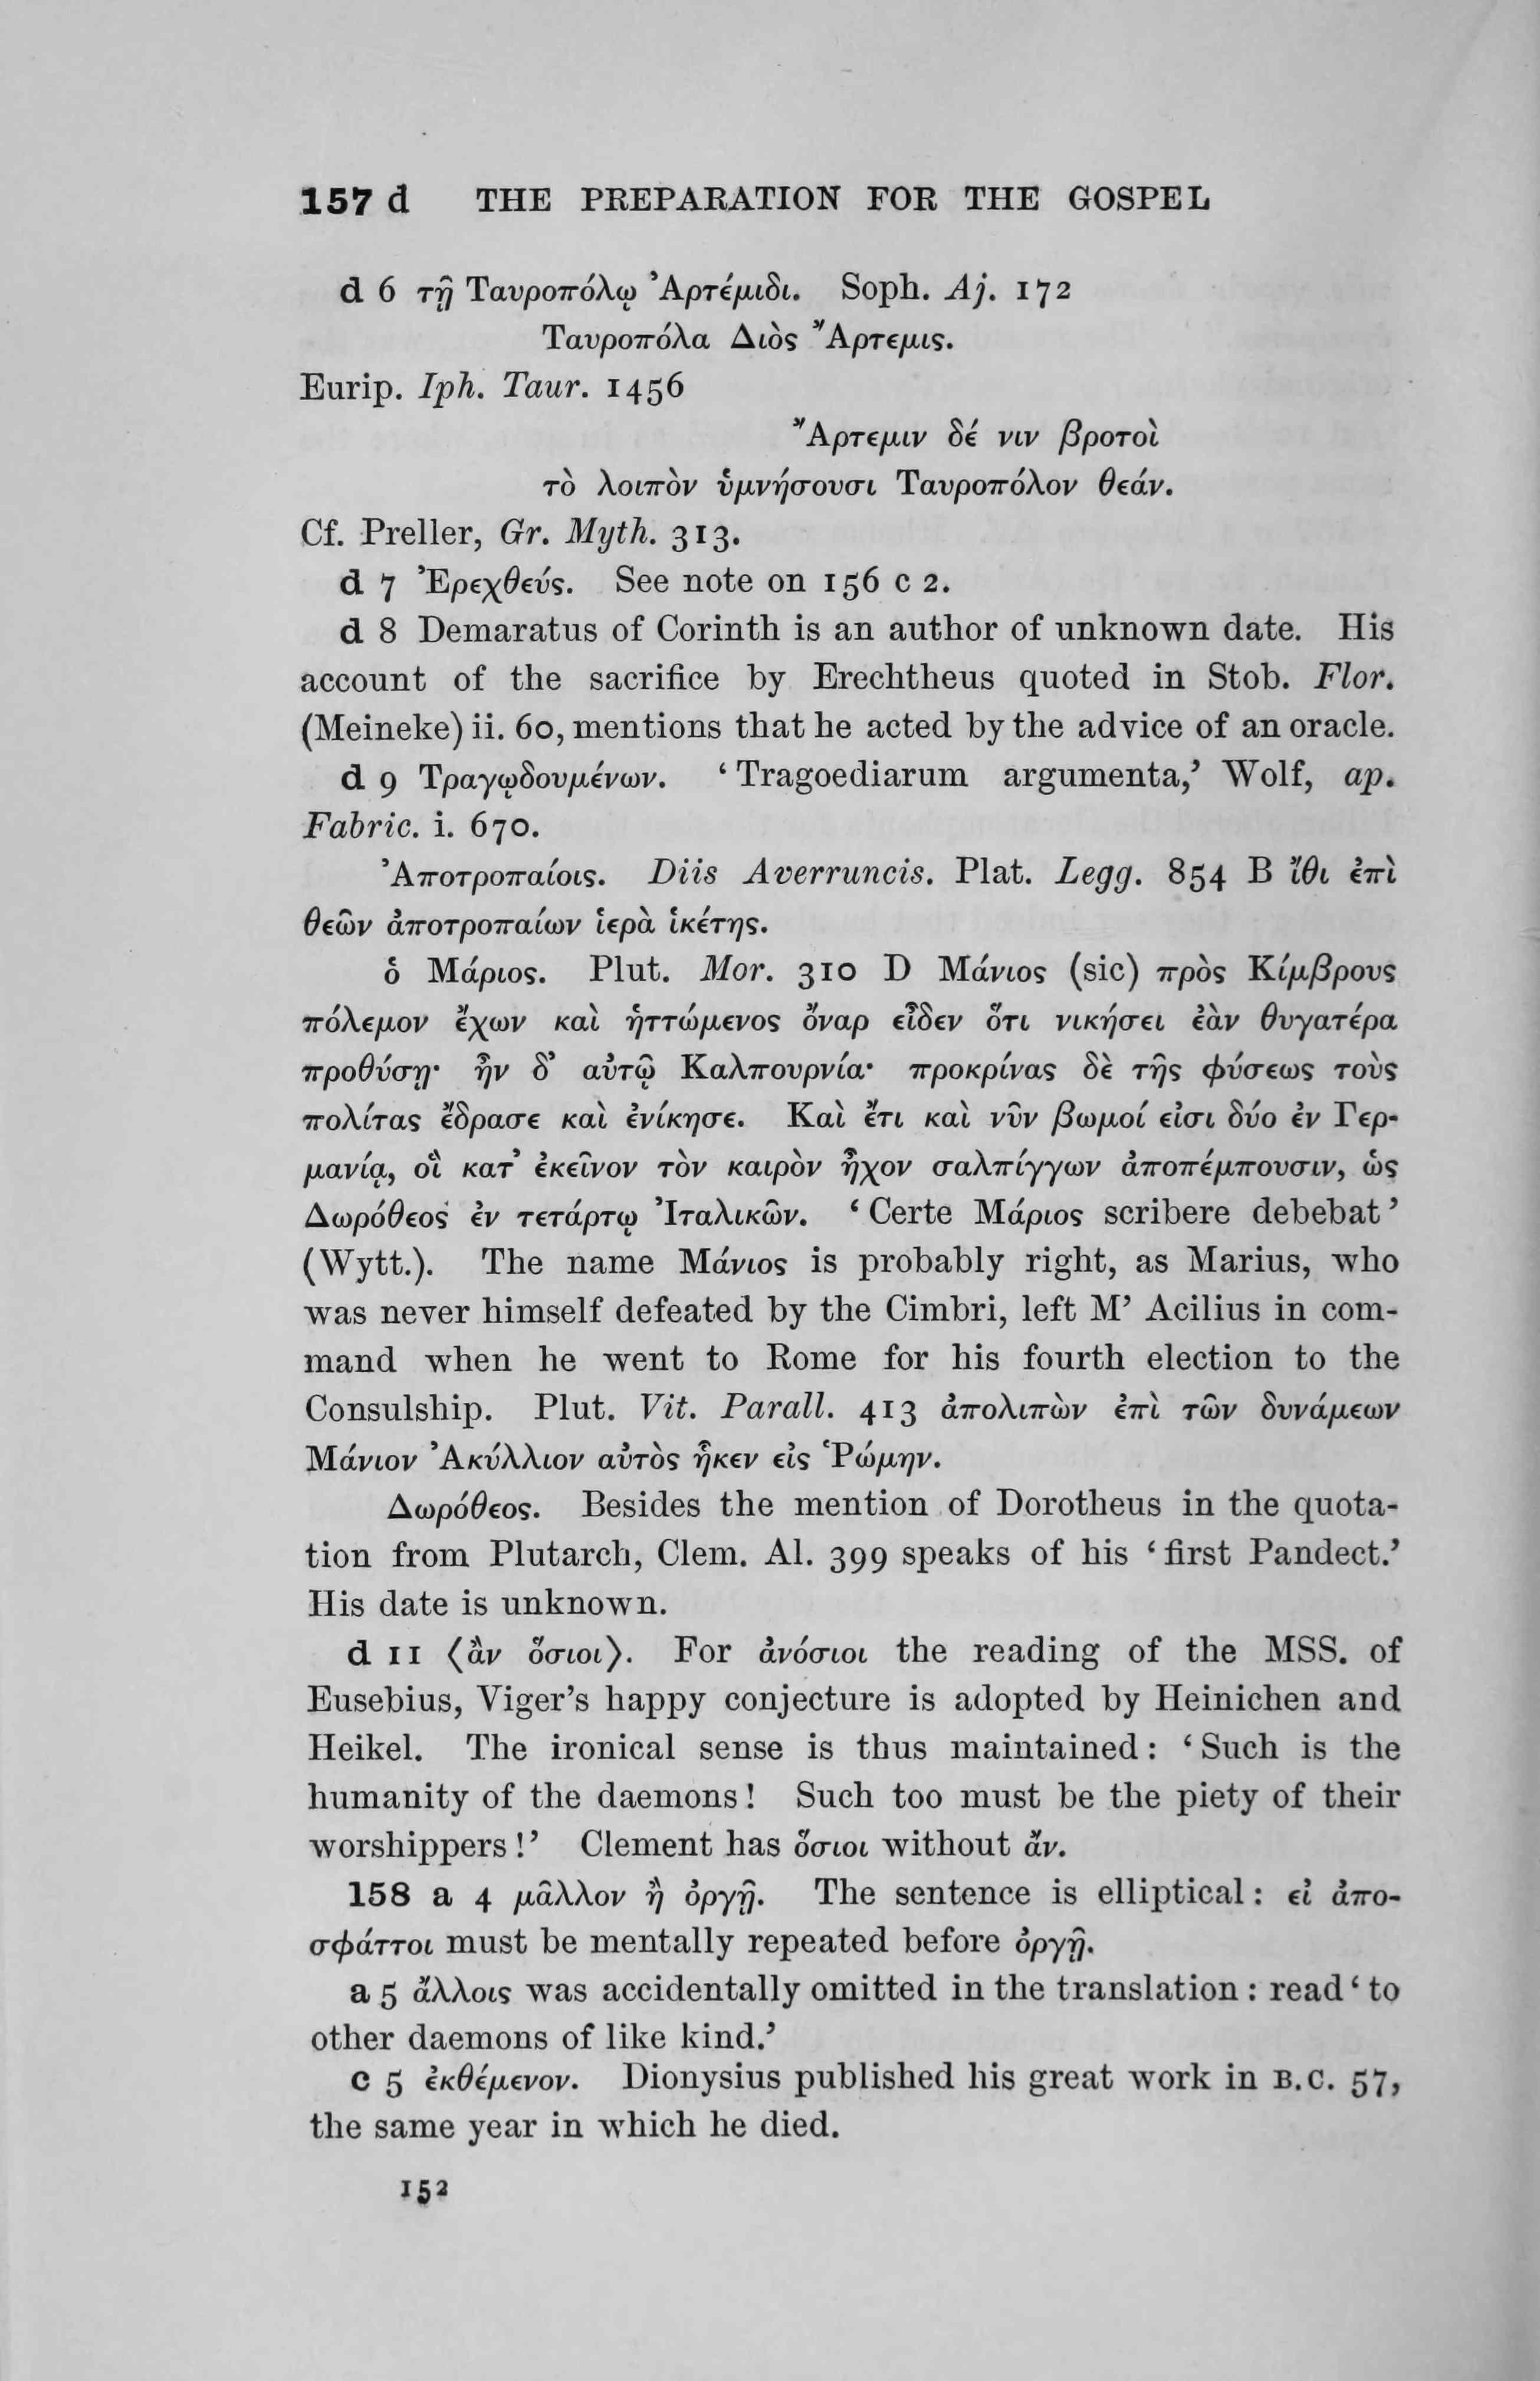 157 d THE PREPARATION FOR THE GOSPEL
d 6 τῇ Ταυροπόλῳ Ἀρτέμιδι. Soph. Aj. 172
Ταυροπόλα Διὸς Ἄρτεμις.
Eurip. Iph. Taur. 1456
Ἄρτεμιν δέ νιν βροτοὶ
τὸ λοιπὸν ὑμνήσουσι Ταυροπόλον θεάν.
Cf. Preller, Gr. Myth. 313.
d 7 Ἐρεχθεύς. See note on 156 c 2.
d 8 Demaratus of Corinth is an author of unknown date. His
account of the sacrifice by Erechtheus quoted in Stob. Flor.
(Meineke) ii. 60, mentions that he acted by the advice of an oracle.
d 9 Τραγῳδουμένων. ‘Tragoediarum argumenta,’ Wolf, ap.
Fabric. i. 670.
Ἀποτροπαίοις. Diis Averruncis. Plat. Legg. 854 B ἴθι ἐπὶ
θεῶν ἀποτροπαίων ἱερὰ ἱκέτης.
ὁ Μάριος. Plut. Mor. 310 D Μάνιος (sic) πρὸς Κίμβρους
πόλεμον ἔχων καὶ ἡττώμενος ὄναρ εἶδεν ὅτι νικήσει ἐὰν θυγατέρα
προθύσῃ· ἦν δ’ αὐτῷ Καλπουρνία· προκρίνας δὲ τῆς φύσεως τοὺς
πολίτας ἔδρασε καὶ ἐνίκησε. Καὶ ἔτι καὶ νῦν βωμοί εἰσι δύο ἐν Γερ-
μανίᾳ, οἳ κατ’ ἐκεῖνον τὸν καιρὸν ἦχον σαλπίγγων ἀποπέμπουσιν, ὡς
Δωρόθεος ἐν τετάρτῳ Ἰταλικῶν. ‘Certe Μάριος scribere debebat’
(Wytt.). The name Μάνιος is probably right, as Marius, who
was never himself defeated by the Cimbri, left M’ Acilius in com-
mand when he went to Rome for his fourth election to the
Consulship. Plut. Vit. Parall. 413 ἀπολιπὼν ἐπὶ τῶν δυνάμεων
Μάνιον Ἀκύλλιον αὐτὸς ἧκεν εἰς Ῥώμην.
Δωρόθεος. Besides the mention of Dorotheus in the quota-
tion from Plutarch, Clem. Al. 399 speaks of his ‘first Pandect.’
His date is unknown.
d 11 ⟨ἂν ὅσιοι⟩. For ἀνόσιοι the reading of the MSS. of
Eusebius, Viger’s happy conjecture is adopted by Heinichen and
Heikel. The ironical sense is thus maintained: ‘Such is the
humanity of the daemons! Such too must be the piety of their
worshippers!’ Clement has ὅσιοι without ἄν.
158 a 4 μᾶλλον ἢ ὀργῇ. The sentence is elliptical: εἰ ἀπο-
σφάττοι must be mentally repeated before ὀργῇ.
a 5 ἄλλοις was accidentally omitted in the translation: read ‘to
other daemons of like kind.’
c 5 ἐκθέμενον. Dionysius published his great work in B.C. 57,
the same year in which he died.
152